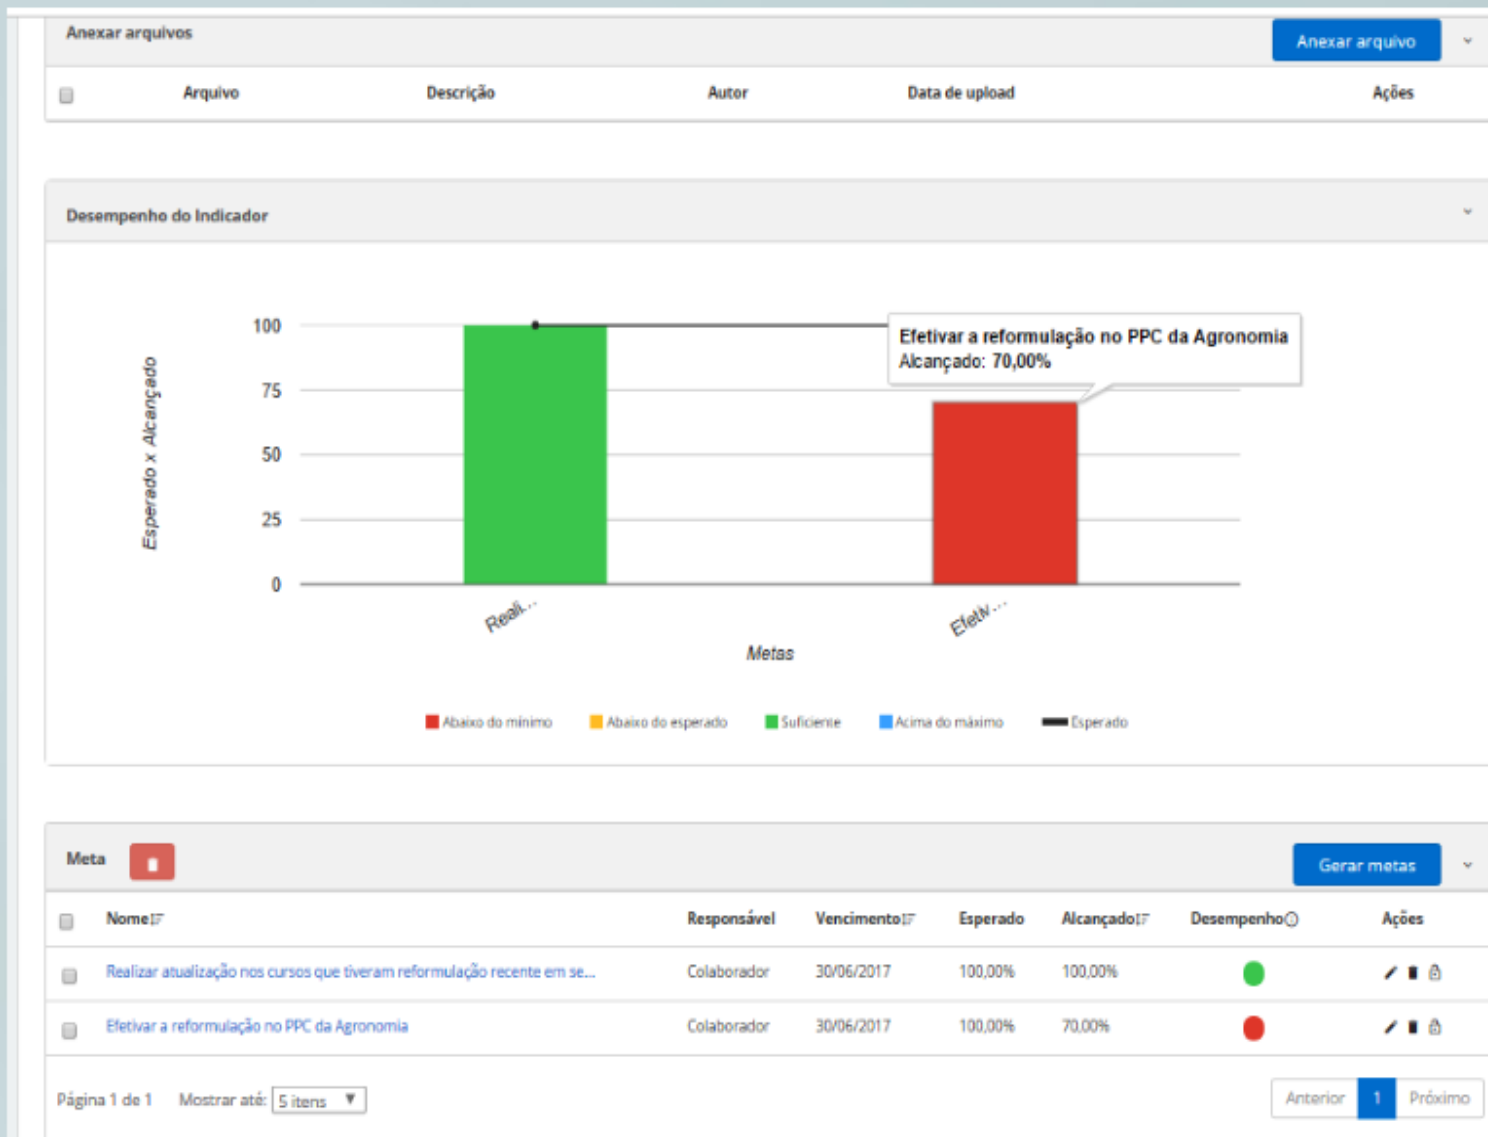 Anexar arquivos
Anexar arquivo
Arquivo Descrição Autor Data de upload Ações
Desempenho do Indicador
Esperado x Alcançado
100
75
50
25
0
Efetivar a reformulação no PPC da Agronomia
Alcançado: 70,00%
Reali... Efetiv...
Metas
Abaixo do mínimo Abaixo do esperado Suficiente Acima do máximo Esperado
Meta Gerar metas
Nome Responsável Vencimento Esperado Alcançado Desempenho Ações
Realizar atualização nos cursos que tiveram reformulação recente em se... Colaborador 30/06/2017 100,00% 100,00%
Efetivar a reformulação no PPC da Agronomia Colaborador 30/06/2017 100,00% 70,00%
Página 1 de 1 Mostrar até: 5 itens Anterior 1 Próximo